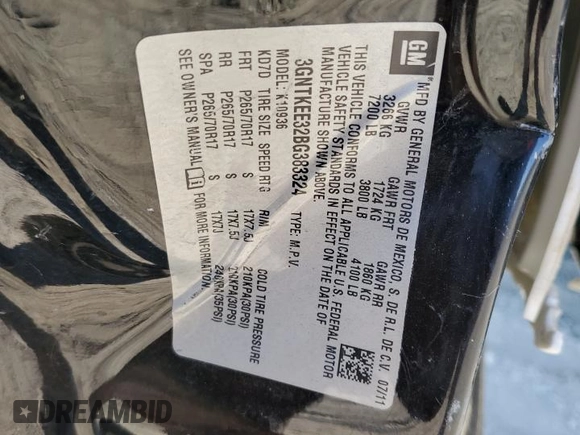 GM
MFD BY GENERAL MOTORS DE MEXICO, S. DE R.L. DE C.V. 07/11
GVWR GAWR FRT GAWR RR
3266 KG 1724 KG 1860 KG
7200 LB 3800 LB 4100 LB
THIS VEHICLE CONFORMS TO ALL APPLICABLE U.S. FEDERAL MOTOR
VEHICLE SAFETY STANDARDS IN EFFECT ON THE DATE OF
MANUFACTURE SHOWN ABOVE.
3GNTKEE32BG383324 TYPE: M.P.V.
MODEL: K10936
KD7D TIRE SIZE SPEED RTG RIM COLD TIRE PRESSURE
FRT P265/70R17 S 17X7.5J 210KPA(30PSI)
RR P265/70R17 S 17X7.5J 210KPA(30PSI)
SPA P265/70R17 S 17X7J 240KPA(35PSI)
SEE OWNER'S MANUAL
DREAMBID